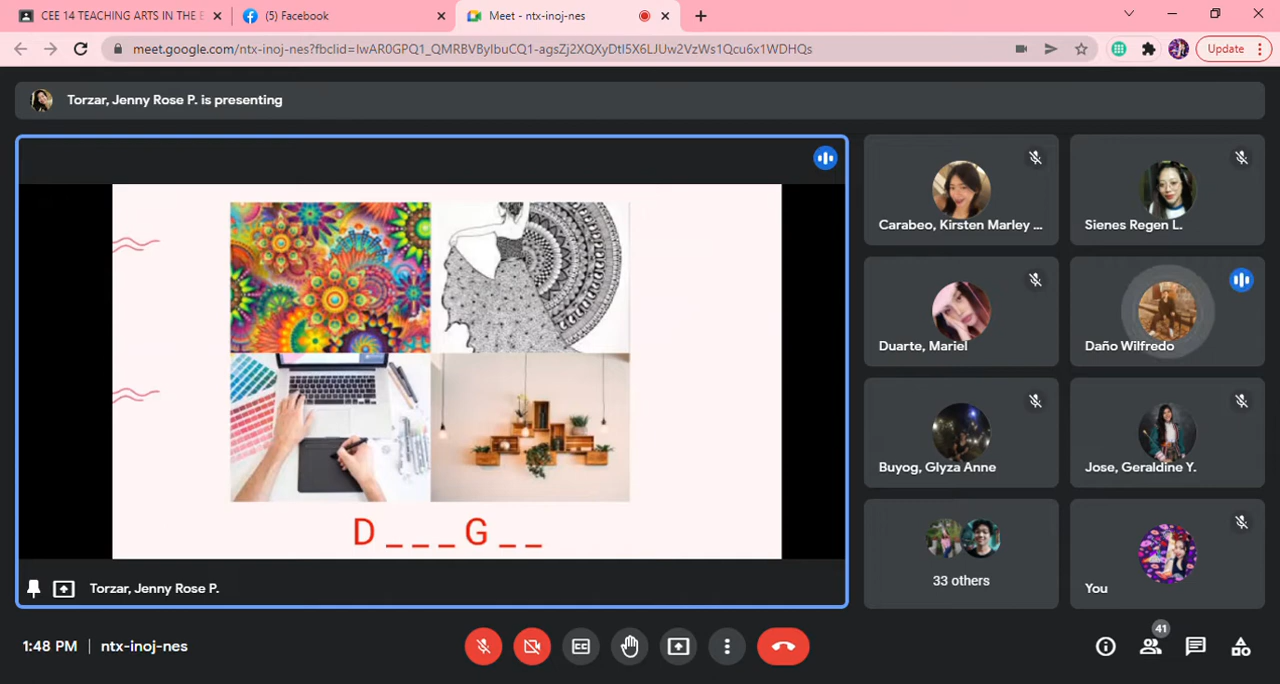 CEE 14 TEACHING ARTS IN THE E
(5) Facebook
Meet - ntx-inoj-nes
meet.google.com/ntx-inoj-nes?fbclid=IwAR0GPQ1_QMRBVByIbuCQ1-agsZj2XQXyDtI5X6LJUw2VzWs1Qcu6x1WDHQs
Update
Torzar, Jenny Rose P. is presenting
D _ _ _ G _ _
Torzar, Jenny Rose P.
Carabeo, Kirsten Marley ...
Sienes Regen L.
Duarte, Mariel
Daño Wilfredo
Buyog, Glyza Anne
Jose, Geraldine Y.
33 others
You
1:48 PM | ntx-inoj-nes
CC
41